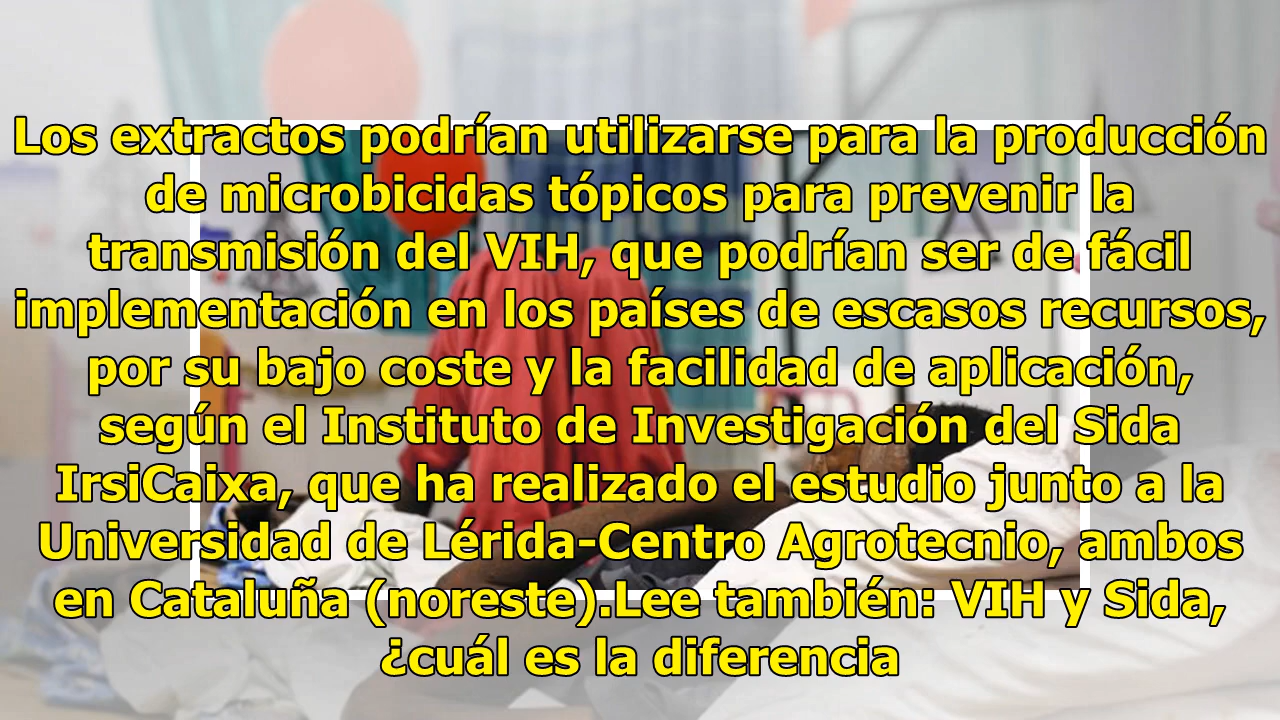 Los extractos podrían utilizarse para la producción
de microbicidas tópicos para prevenir la
transmisión del VIH, que podrían ser de fácil
implementación en los países de escasos recursos,
por su bajo coste y la facilidad de aplicación,
según el Instituto de Investigación del Sida
IrsiCaixa, que ha realizado el estudio junto a la
Universidad de Lérida-Centro Agrotecnio, ambos
en Cataluña (noreste).Lee también: VIH y Sida,
¿cuál es la diferencia